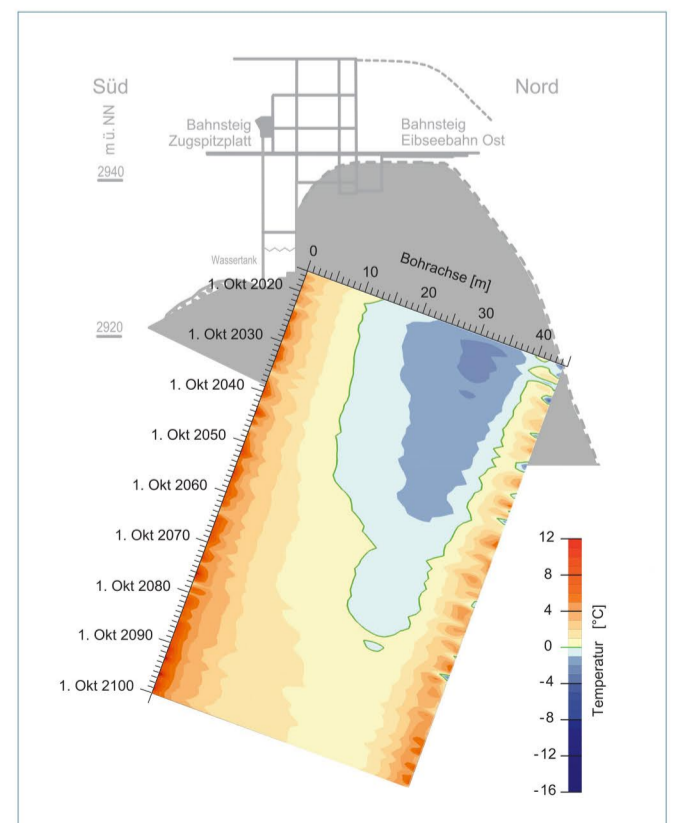 Süd
Nord
m ü. NN
Bahnsteig
Zugspitzplatt
Bahnsteig
Eibseebahn Ost
2940
Wassertank
0
10
20
30
40
Bohrachse [m]
2920
1. Okt 2020
1. Okt 2030
1. Okt 2040
1. Okt 2050
1. Okt 2060
1. Okt 2070
1. Okt 2080
1. Okt 2090
1. Okt 2100
12
8
4
0
-4
-8
-12
-16
Temperatur [°C]